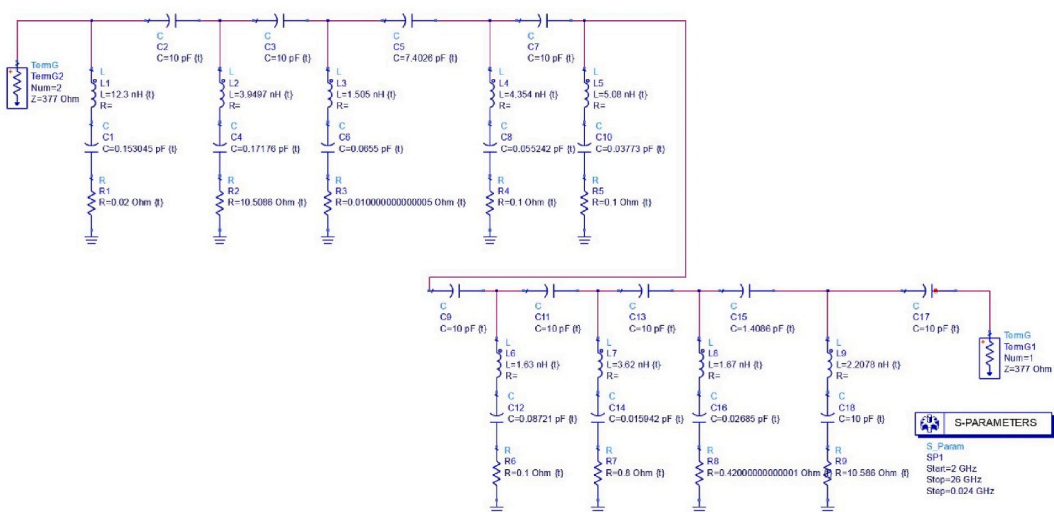 C
C2
C=10 pF {t}
C
C3
C=10 pF {t}
C
C5
C=7.4026 pF {t}
C
C7
C=10 pF {t}
TermG
TermG2
Num=2
Z=377 Ohm
L
L1
L=12.3 nH {t}
R=
L
L2
L=3.9497 nH {t}
R=
L
L3
L=1.505 nH {t}
R=
L
L4
L=4.354 nH {t}
R=
L
L5
L=5.08 nH {t}
R=
C
C1
C=0.153045 pF {t}
C
C4
C=0.17176 pF {t}
C
C6
C=0.0655 pF {t}
C
C8
C=0.055242 pF {t}
C
C10
C=0.03773 pF {t}
R
R1
R=0.02 Ohm {t}
R
R2
R=10.5086 Ohm {t}
R
R3
R=0.010000000000005 Ohm {t}
R
R4
R=0.1 Ohm {t}
R
R5
R=0.1 Ohm {t}
C
C9
C=10 pF {t}
C
C11
C=10 pF {t}
C
C13
C=10 pF {t}
C
C15
C=1.4086 pF {t}
C
C17
C=10 pF {t}
TermG
TermG1
Num=1
Z=377 Ohm
L
L6
L=1.63 nH {t}
R=
L
L7
L=3.62 nH {t}
R=
L
L8
L=1.67 nH {t}
R=
L
L9
L=2.2078 nH {t}
R=
C
C12
C=0.08721 pF {t}
C
C14
C=0.015942 pF {t}
C
C16
C=0.02685 pF {t}
C
C18
C=10 pF {t}
R
R6
R=0.1 Ohm {t}
R
R7
R=0.8 Ohm {t}
R
R8
R=0.42000000000001 Ohm {t}
R
R9
R=10.586 Ohm {t}
S-PARAMETERS
S_Param
SP1
Start=2 GHz
Stop=26 GHz
Step=0.024 GHz